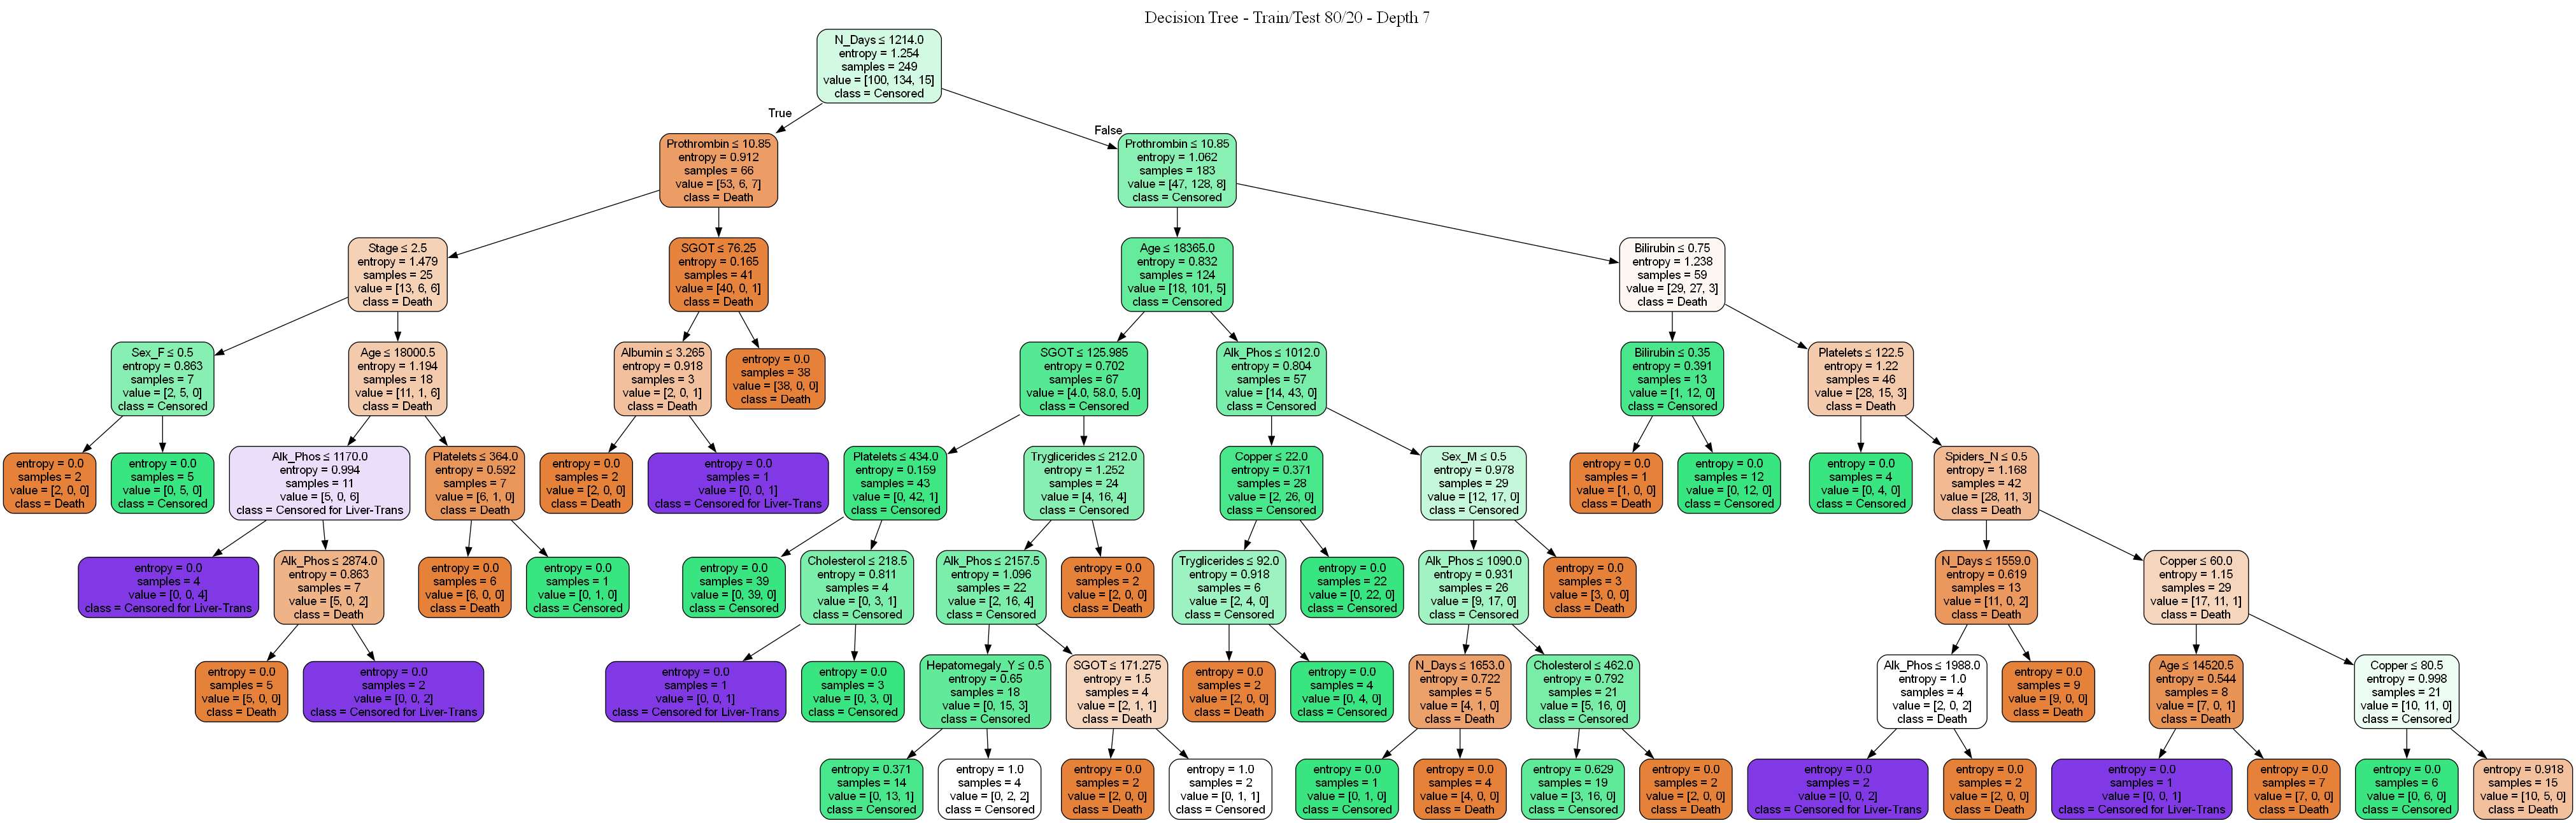 Decision Tree - Train/Test 80/20 - Depth 7
N_Days ≤ 1214.0
entropy = 1.254
samples = 249
value = [100, 134, 15]
class = Censored
True
False
Prothrombin ≤ 10.85
entropy = 0.912
samples = 66
value = [53, 6, 7]
class = Death
Prothrombin ≤ 10.85
entropy = 1.062
samples = 183
value = [47, 128, 8]
class = Censored
Stage ≤ 2.5
entropy = 1.479
samples = 25
value = [13, 6, 6]
class = Death
SGOT ≤ 76.25
entropy = 0.165
samples = 41
value = [40, 0, 1]
class = Death
Age ≤ 18365.0
entropy = 0.832
samples = 124
value = [18, 101, 5]
class = Censored
Bilirubin ≤ 0.75
entropy = 1.238
samples = 59
value = [29, 27, 3]
class = Death
Sex_F ≤ 0.5
entropy = 0.863
samples = 7
value = [2, 5, 0]
class = Censored
Age ≤ 18000.5
entropy = 1.194
samples = 18
value = [11, 1, 6]
class = Death
Albumin ≤ 3.265
entropy = 0.918
samples = 3
value = [2, 0, 1]
class = Death
entropy = 0.0
samples = 38
value = [38, 0, 0]
class = Death
SGOT ≤ 125.985
entropy = 0.702
samples = 67
value = [4.0, 58.0, 5.0]
class = Censored
Alk_Phos ≤ 1012.0
entropy = 0.804
samples = 57
value = [14, 43, 0]
class = Censored
Bilirubin ≤ 0.35
entropy = 0.391
samples = 13
value = [1, 12, 0]
class = Censored
Platelets ≤ 122.5
entropy = 1.22
samples = 46
value = [28, 15, 3]
class = Death
entropy = 0.0
samples = 2
value = [2, 0, 0]
class = Death
entropy = 0.0
samples = 5
value = [0, 5, 0]
class = Censored
Alk_Phos ≤ 1170.0
entropy = 0.994
samples = 11
value = [5, 0, 6]
class = Censored for Liver-Trans
Platelets ≤ 364.0
entropy = 0.592
samples = 7
value = [6, 1, 0]
class = Death
entropy = 0.0
samples = 2
value = [2, 0, 0]
class = Death
entropy = 0.0
samples = 1
value = [0, 0, 1]
class = Censored for Liver-Trans
Platelets ≤ 434.0
entropy = 0.159
samples = 43
value = [0, 42, 1]
class = Censored
Tryglicerides ≤ 212.0
entropy = 1.252
samples = 24
value = [4, 16, 4]
class = Censored
Copper ≤ 22.0
entropy = 0.371
samples = 28
value = [2, 26, 0]
class = Censored
Sex_M ≤ 0.5
entropy = 0.978
samples = 29
value = [12, 17, 0]
class = Censored
entropy = 0.0
samples = 1
value = [1, 0, 0]
class = Death
entropy = 0.0
samples = 12
value = [0, 12, 0]
class = Censored
entropy = 0.0
samples = 4
value = [0, 4, 0]
class = Censored
Spiders_N ≤ 0.5
entropy = 1.168
samples = 42
value = [28, 11, 3]
class = Death
entropy = 0.0
samples = 4
value = [0, 0, 4]
class = Censored for Liver-Trans
Alk_Phos ≤ 2874.0
entropy = 0.863
samples = 7
value = [5, 0, 2]
class = Death
entropy = 0.0
samples = 6
value = [6, 0, 0]
class = Death
entropy = 0.0
samples = 1
value = [0, 1, 0]
class = Censored
entropy = 0.0
samples = 39
value = [0, 39, 0]
class = Censored
Cholesterol ≤ 218.5
entropy = 0.811
samples = 4
value = [0, 3, 1]
class = Censored
Alk_Phos ≤ 2157.5
entropy = 1.096
samples = 22
value = [2, 16, 4]
class = Censored
entropy = 0.0
samples = 2
value = [2, 0, 0]
class = Death
Tryglicerides ≤ 92.0
entropy = 0.918
samples = 6
value = [2, 4, 0]
class = Censored
entropy = 0.0
samples = 22
value = [0, 22, 0]
class = Censored
Alk_Phos ≤ 1090.0
entropy = 0.931
samples = 26
value = [9, 17, 0]
class = Censored
entropy = 0.0
samples = 3
value = [3, 0, 0]
class = Death
N_Days ≤ 1559.0
entropy = 0.619
samples = 13
value = [11, 0, 2]
class = Death
Copper ≤ 60.0
entropy = 1.15
samples = 29
value = [17, 11, 1]
class = Death
entropy = 0.0
samples = 5
value = [5, 0, 0]
class = Death
entropy = 0.0
samples = 2
value = [0, 0, 2]
class = Censored for Liver-Trans
entropy = 0.0
samples = 1
value = [0, 0, 1]
class = Censored for Liver-Trans
entropy = 0.0
samples = 3
value = [0, 3, 0]
class = Censored
Hepatomegaly_Y ≤ 0.5
entropy = 0.65
samples = 18
value = [0, 15, 3]
class = Censored
SGOT ≤ 171.275
entropy = 1.5
samples = 4
value = [2, 1, 1]
class = Death
entropy = 0.0
samples = 2
value = [2, 0, 0]
class = Death
entropy = 0.0
samples = 4
value = [0, 4, 0]
class = Censored
N_Days ≤ 1653.0
entropy = 0.722
samples = 5
value = [4, 1, 0]
class = Death
Cholesterol ≤ 462.0
entropy = 0.792
samples = 21
value = [5, 16, 0]
class = Censored
Alk_Phos ≤ 1988.0
entropy = 1.0
samples = 4
value = [2, 0, 2]
class = Death
entropy = 0.0
samples = 9
value = [9, 0, 0]
class = Death
Age ≤ 14520.5
entropy = 0.544
samples = 8
value = [7, 0, 1]
class = Death
Copper ≤ 80.5
entropy = 0.998
samples = 21
value = [10, 11, 0]
class = Censored
entropy = 0.371
samples = 14
value = [0, 13, 1]
class = Censored
entropy = 1.0
samples = 4
value = [0, 2, 2]
class = Censored
entropy = 0.0
samples = 2
value = [2, 0, 0]
class = Death
entropy = 1.0
samples = 2
value = [0, 1, 1]
class = Censored
entropy = 0.0
samples = 1
value = [0, 1, 0]
class = Censored
entropy = 0.0
samples = 4
value = [4, 0, 0]
class = Death
entropy = 0.629
samples = 19
value = [3, 16, 0]
class = Censored
entropy = 0.0
samples = 2
value = [2, 0, 0]
class = Death
entropy = 0.0
samples = 2
value = [0, 0, 2]
class = Censored for Liver-Trans
entropy = 0.0
samples = 2
value = [2, 0, 0]
class = Death
entropy = 0.0
samples = 1
value = [0, 0, 1]
class = Censored for Liver-Trans
entropy = 0.0
samples = 7
value = [7, 0, 0]
class = Death
entropy = 0.0
samples = 6
value = [0, 6, 0]
class = Censored
entropy = 0.918
samples = 15
value = [10, 5, 0]
class = Death